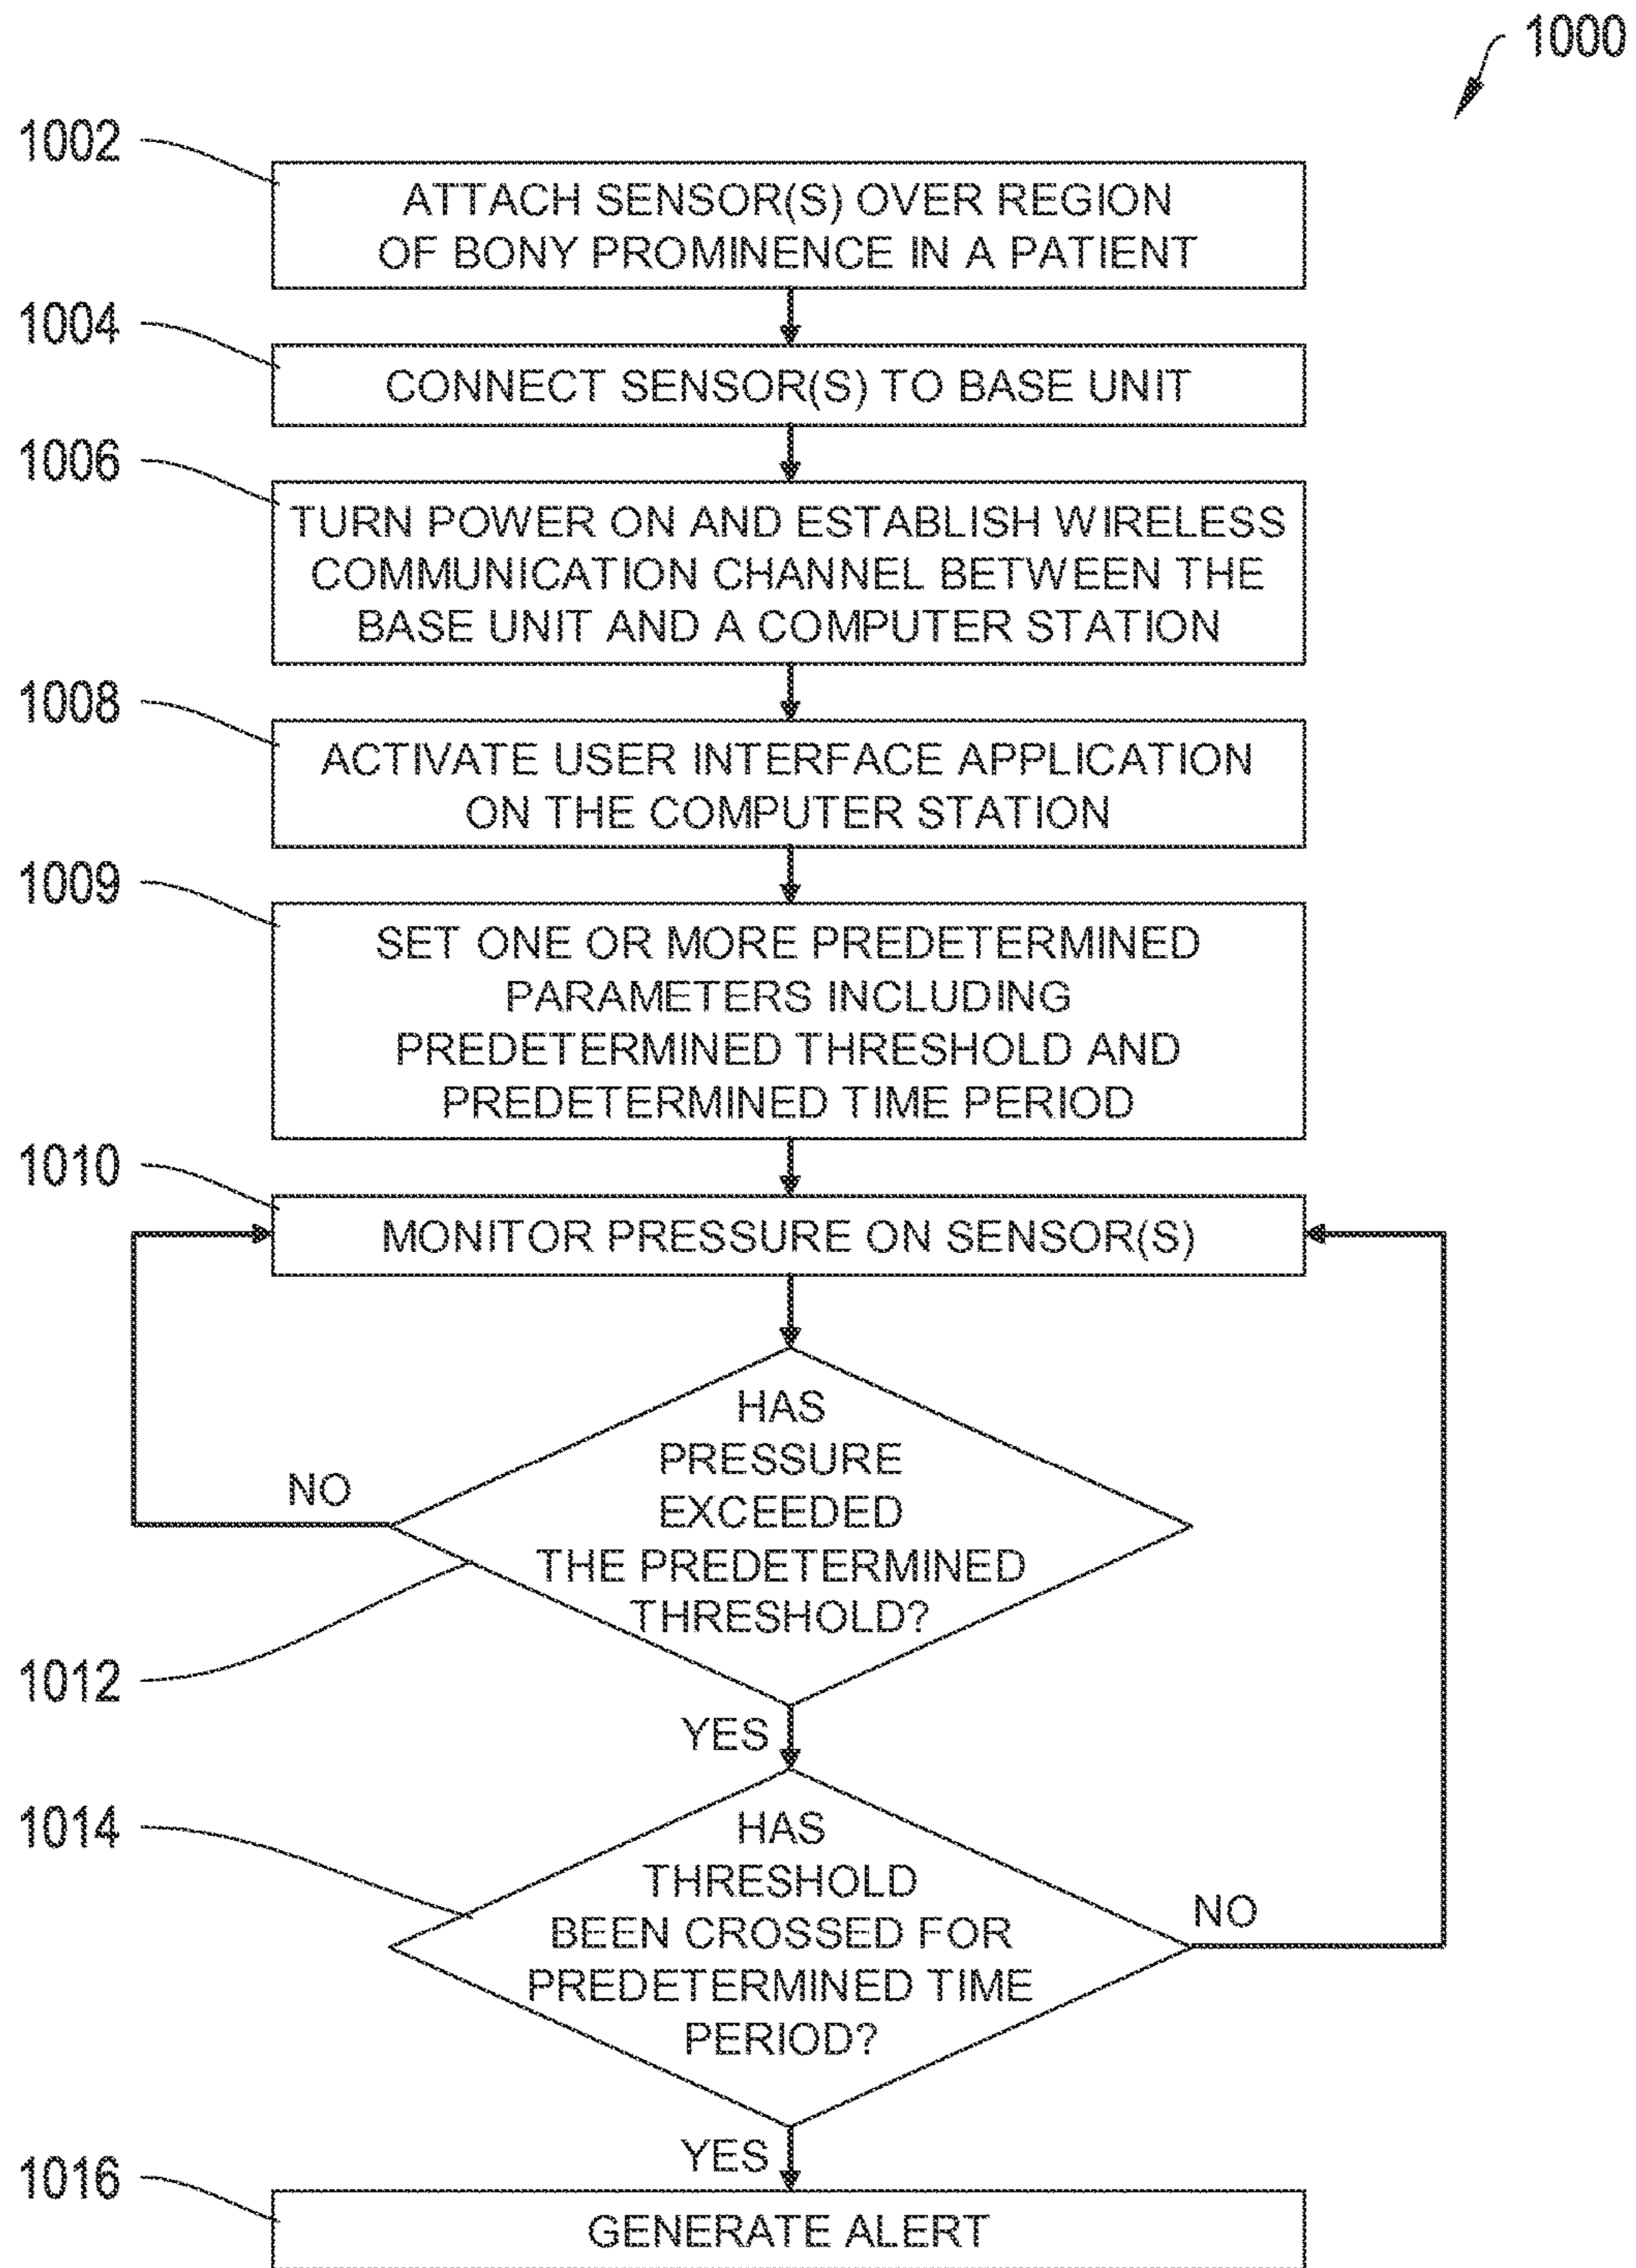 1000
1002
ATTACH SENSOR(S) OVER REGION
OF BONY PROMINENCE IN A PATIENT
1004
CONNECT SENSOR(S) TO BASE UNIT
1006
TURN POWER ON AND ESTABLISH WIRELESS
COMMUNICATION CHANNEL BETWEEN THE
BASE UNIT AND A COMPUTER STATION
1008
ACTIVATE USER INTERFACE APPLICATION
ON THE COMPUTER STATION
1009
SET ONE OR MORE PREDETERMINED
PARAMETERS INCLUDING
PREDETERMINED THRESHOLD AND
PREDETERMINED TIME PERIOD
1010
MONITOR PRESSURE ON SENSOR(S)
HAS
PRESSURE
EXCEEDED
THE PREDETERMINED
THRESHOLD?
NO
1012
YES
1014
HAS
THRESHOLD
BEEN CROSSED FOR
PREDETERMINED TIME
PERIOD?
NO
YES
1016
GENERATE ALERT